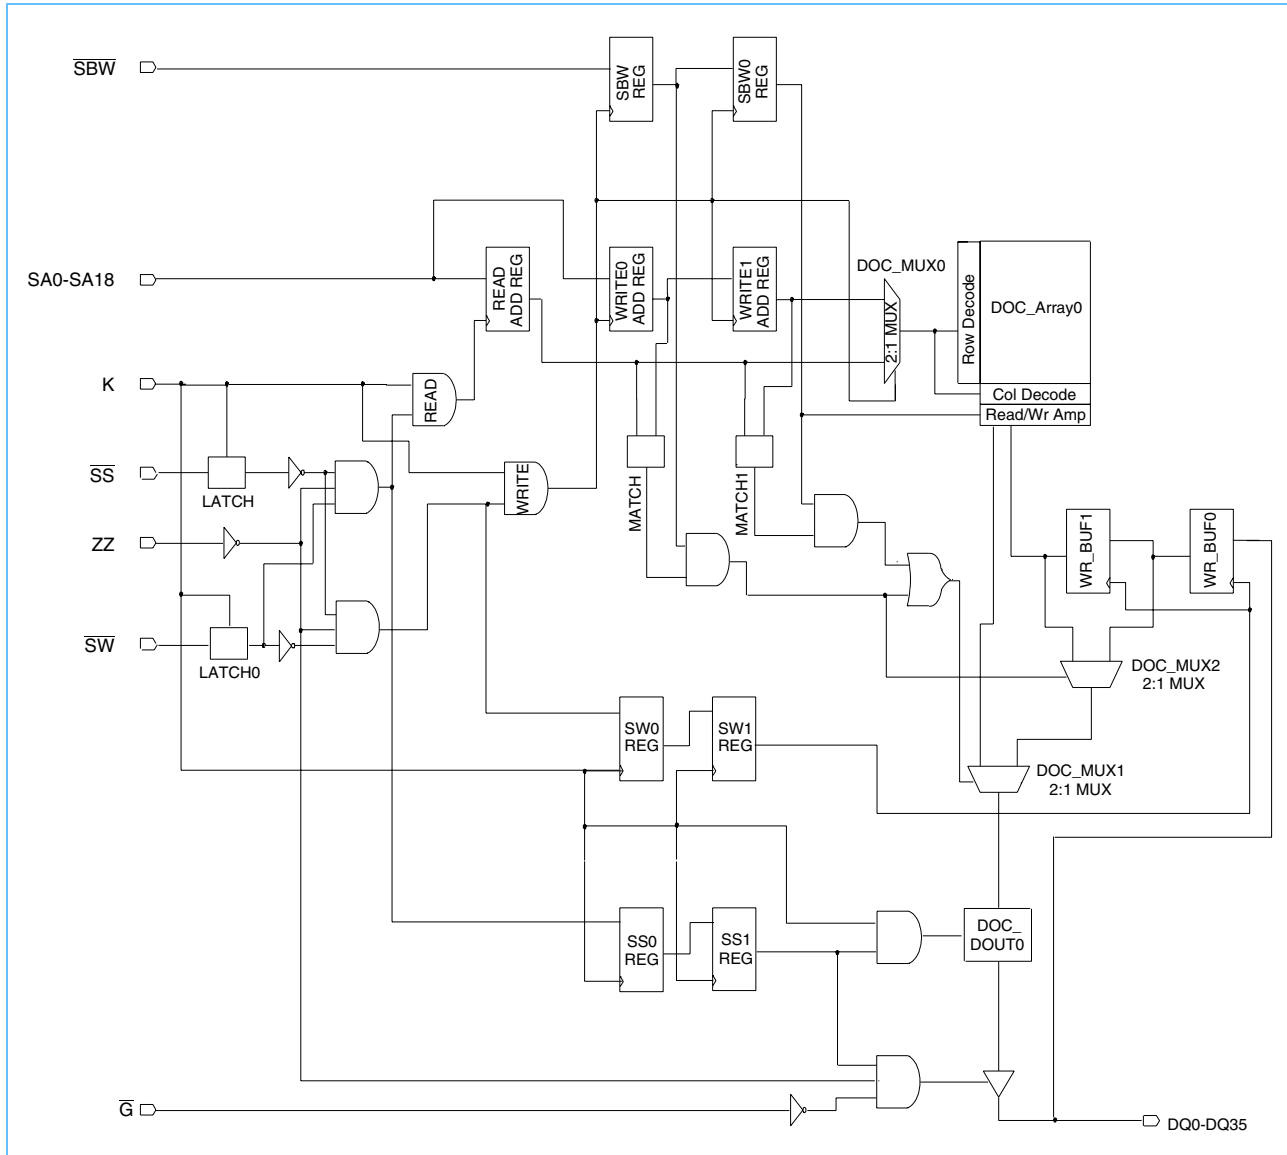 SBW
SBW
REG
SBW0
REG
SA0-SA18
READ
ADD REG
WRITE0
ADD REG
WRITE1
ADD REG
DOC_MUX0
2:1 MUX
Row Decode
DOC_Array0
Col Decode
Read/Wr Amp
K
READ
SS
LATCH
WRITE
MATCH
MATCH1
ZZ
WR_BUF1
WR_BUF0
SW
LATCH0
DOC_MUX2
2:1 MUX
SW0
REG
SW1
REG
DOC_MUX1
2:1 MUX
SS0
REG
SS1
REG
DOC_
DOUT0
G
DQ0-DQ35